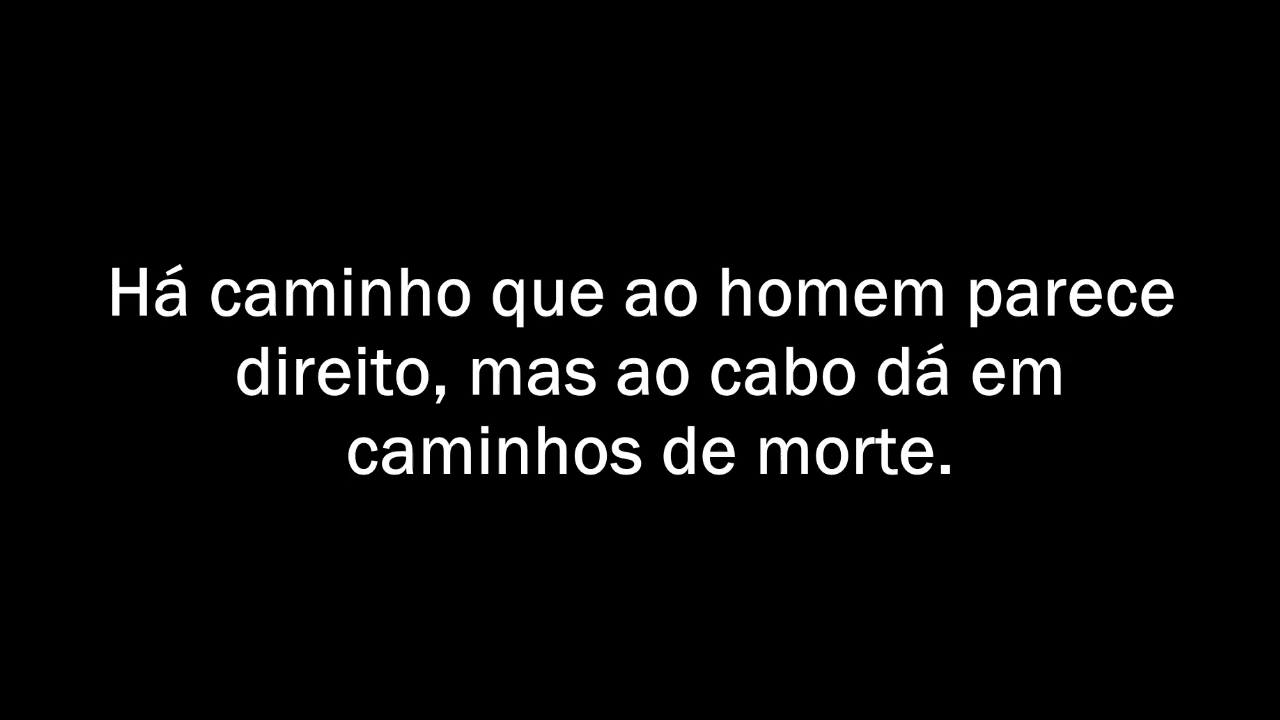 Há caminho que ao homem parece
direito, mas ao cabo dá em
caminhos de morte.